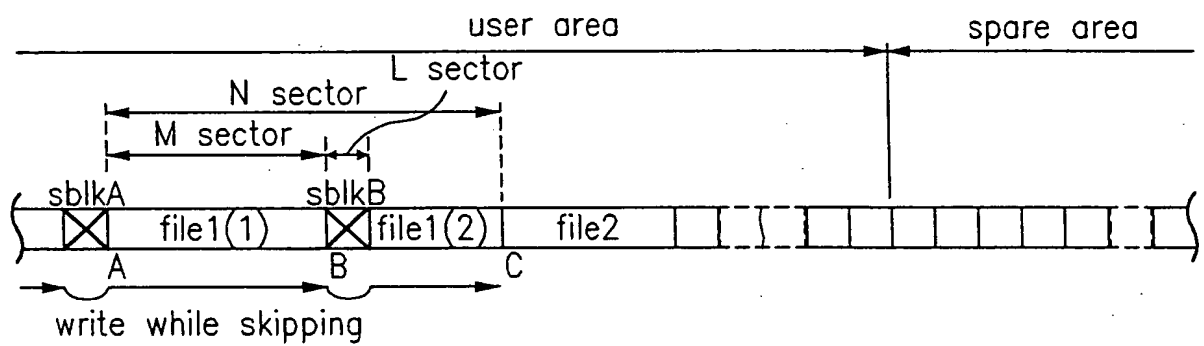 user area
spare area
L sector
N sector
M sector
sblkA
sblkB
file1(1)
file1(2)
file2
A
B
C
write while skipping